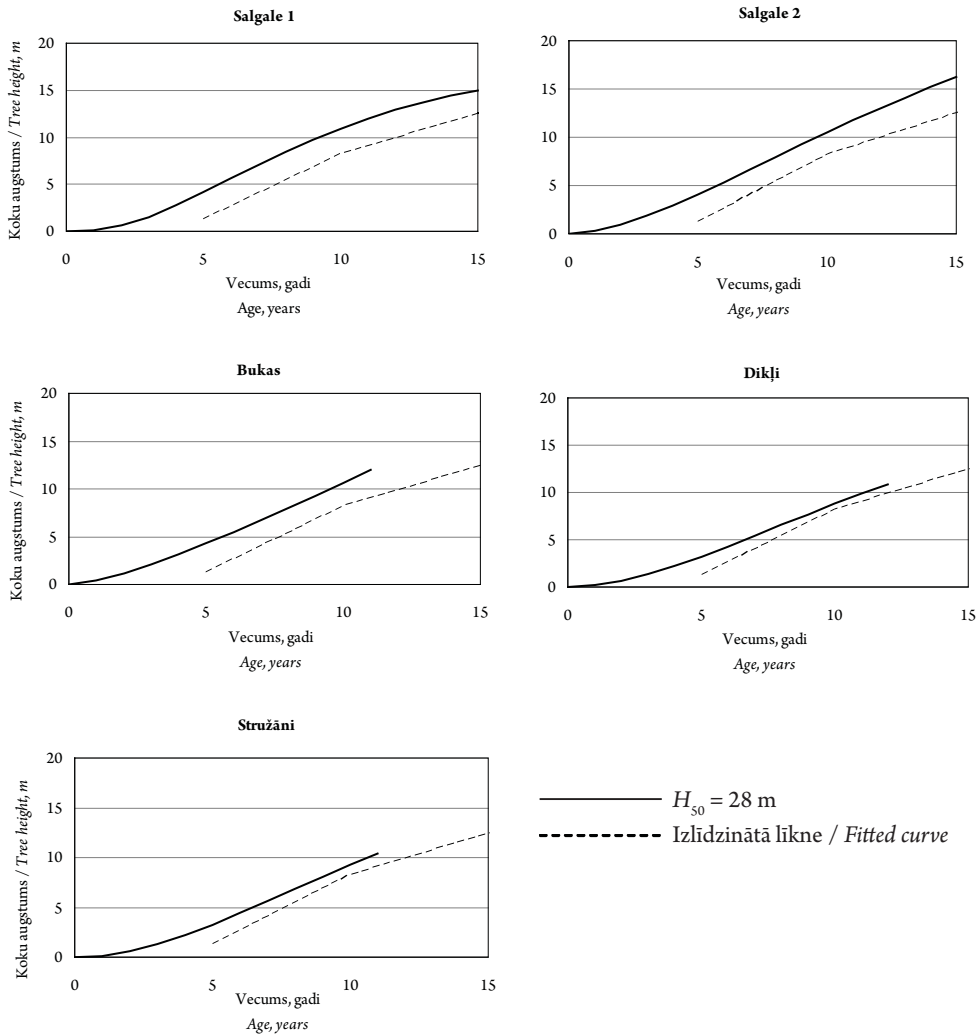 Salgale 1
Koku augstums / Tree height, m
20
15
10
5
0
0 5 10 15
Vecums, gadi
Age, years
Salgale 2
20
15
10
5
0
0 5 10 15
Vecums, gadi
Age, years
Bukas
Koku augstums / Tree height, m
20
15
10
5
0
0 5 10 15
Vecums, gadi
Age, years
Dikļi
20
15
10
5
0
0 5 10 15
Vecums, gadi
Age, years
Stružāni
Koku augstums / Tree height, m
20
15
10
5
0
0 5 10 15
Vecums, gadi
Age, years
H₅₀ = 28 m
Izlīdzinātā līkne / Fitted curve